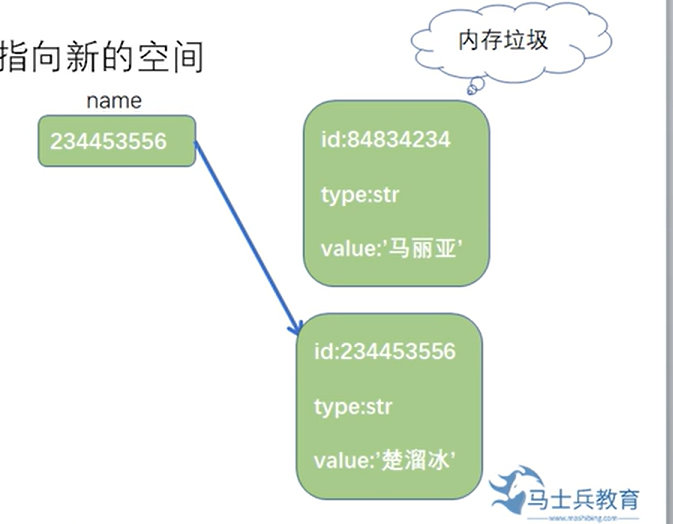 指向新的空间
内存垃圾
name
234453556
id:84834234
type:str
value:’马丽亚’
id:234453556
type:str
value:’楚溜冰’
马士兵教育
www.mashibing.com